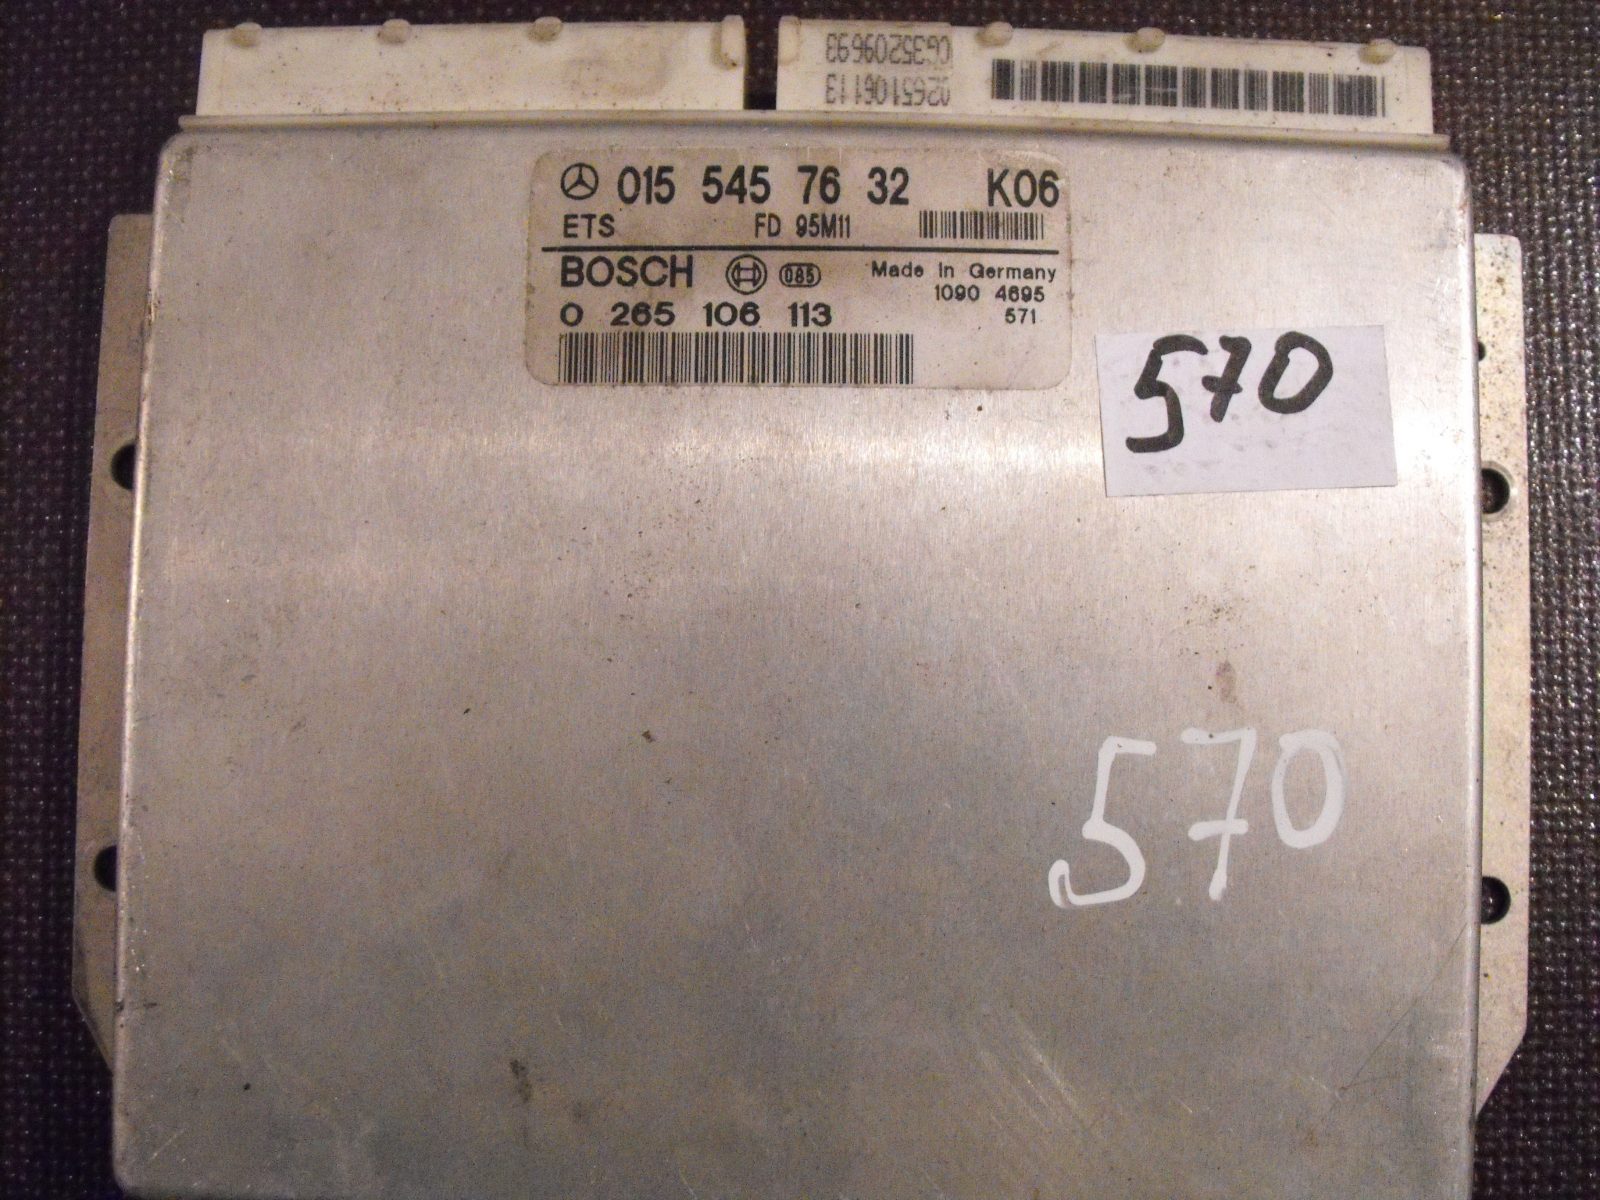 0635209693
0265106113
015 545 76 32 K06
ETS FD 95M11
BOSCH 085 Made in Germany
1090 4695
0 265 106 113 571
570
570